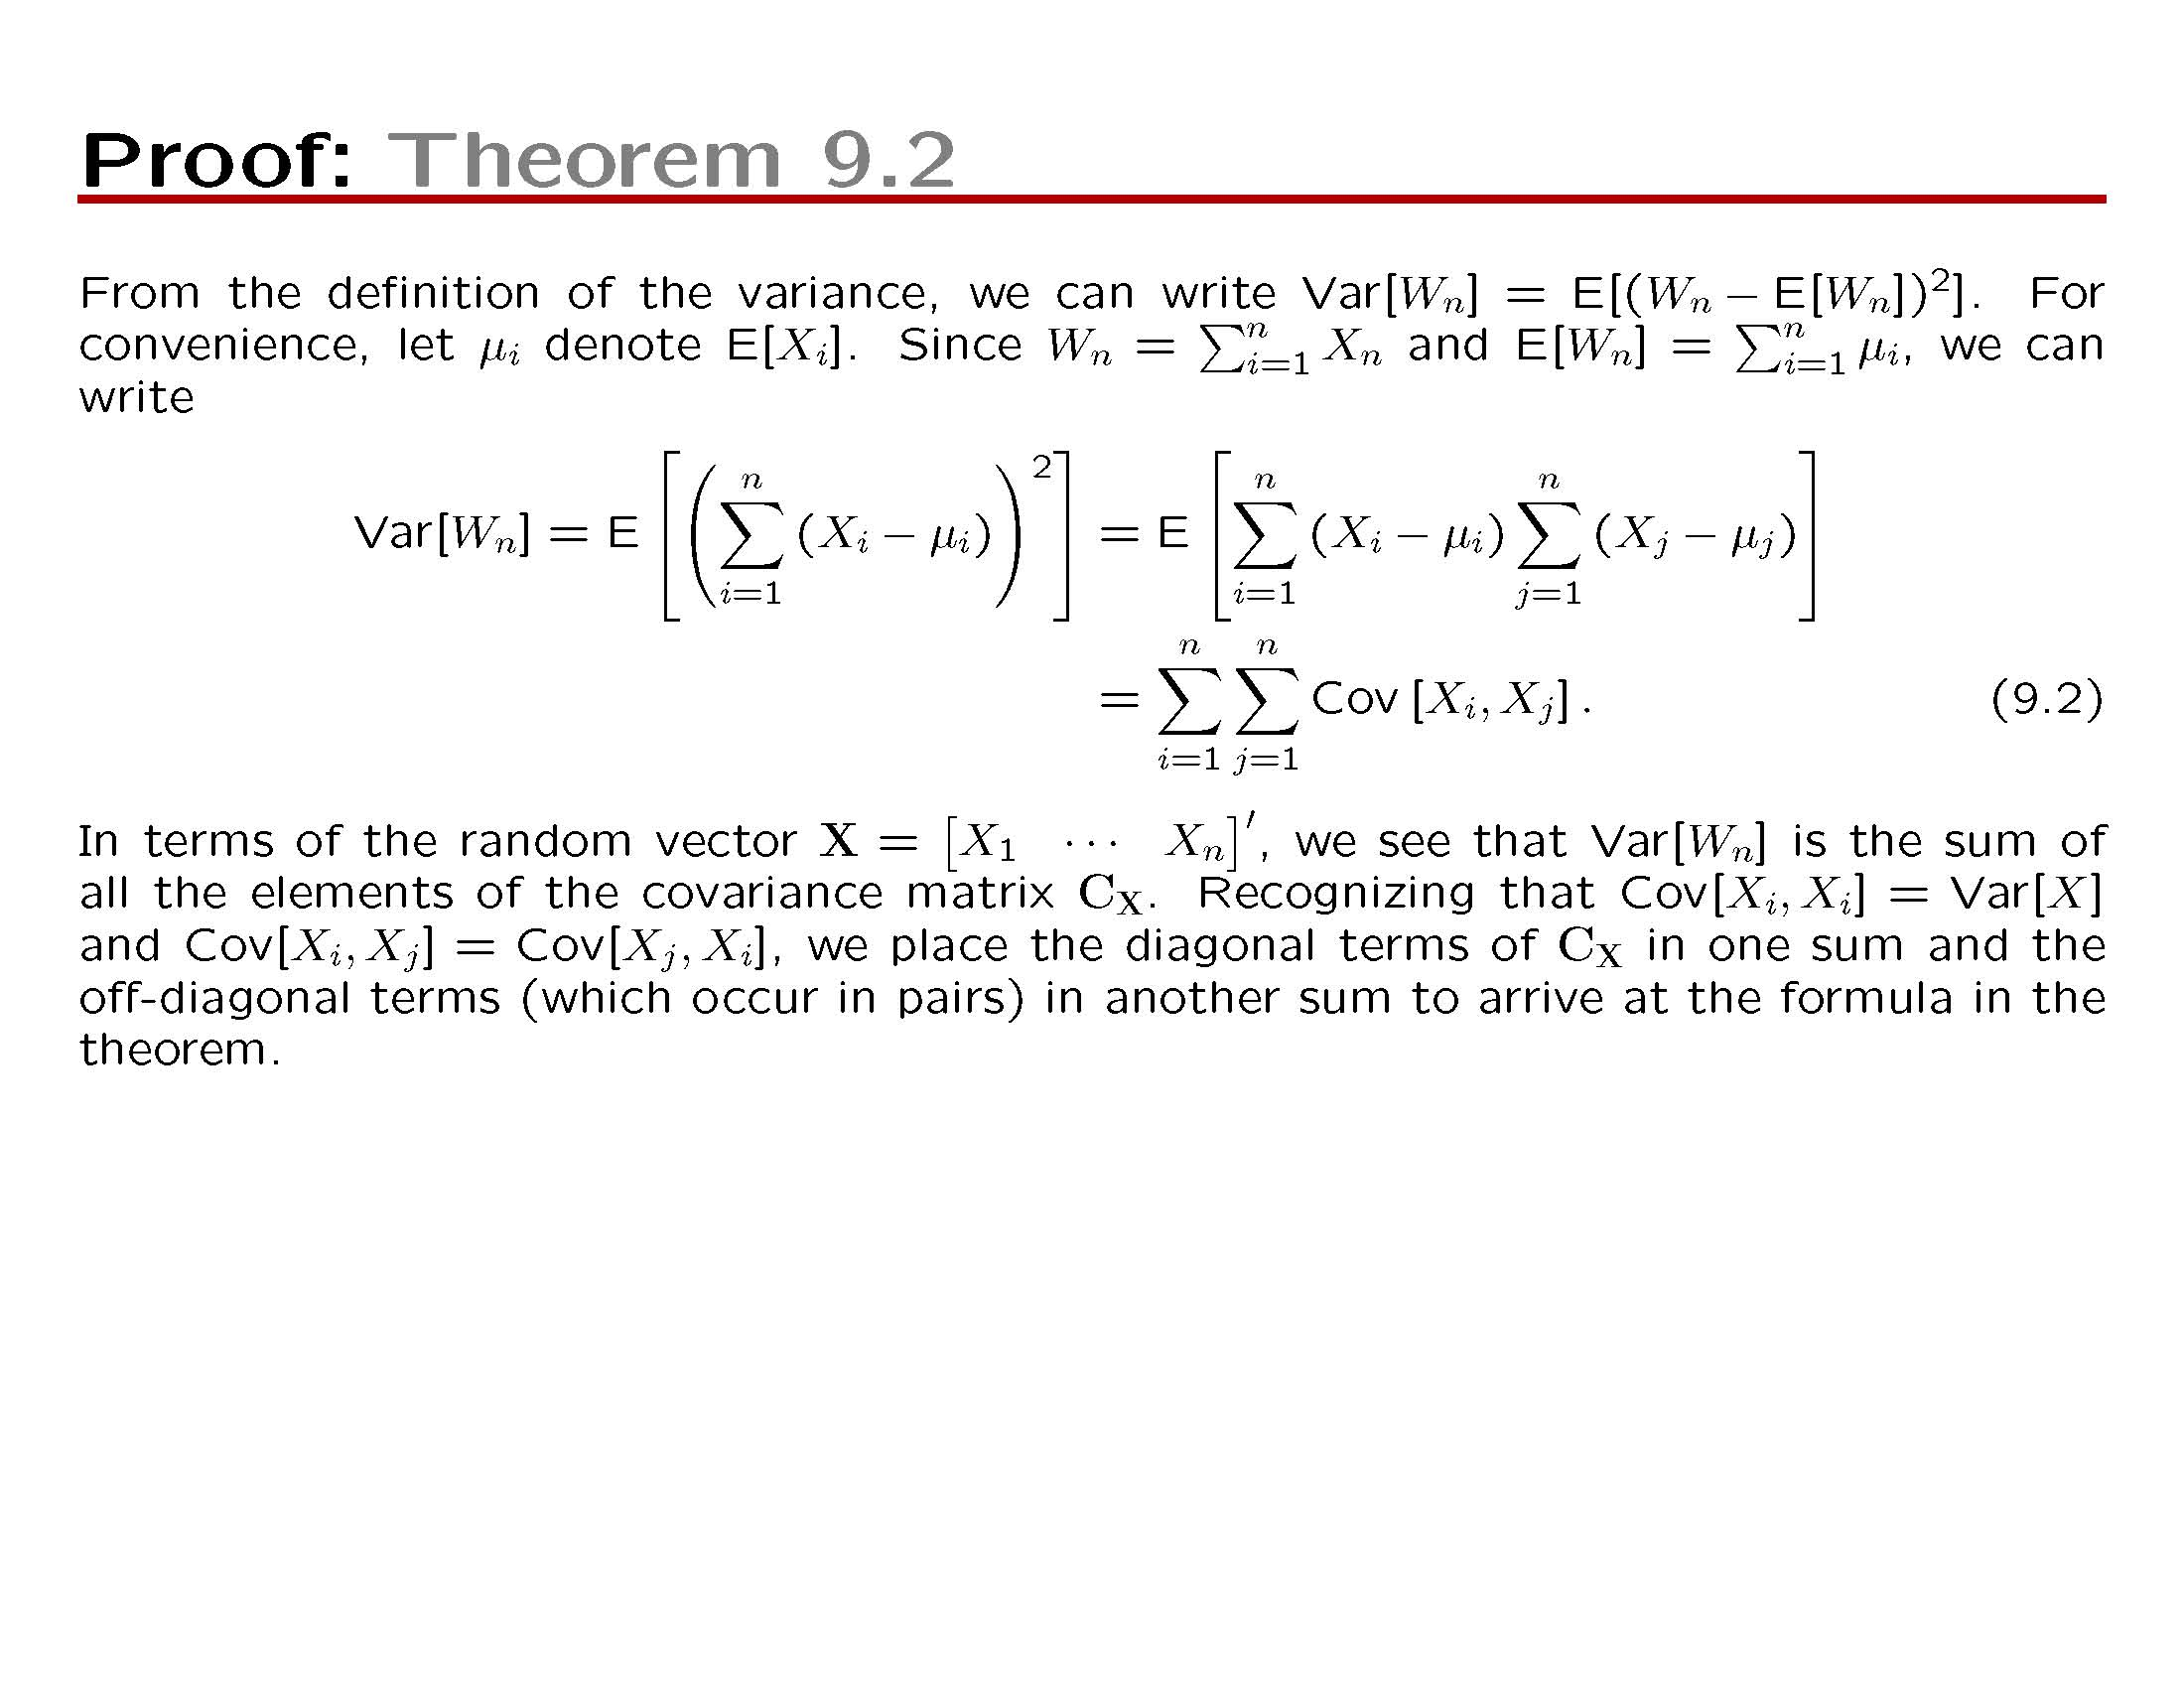 Proof: Theorem 9.2
From the definition of the variance, we can write Var[Wₙ] = E[(Wₙ − E[Wₙ])²]. For
convenience, let μᵢ denote E[Xᵢ]. Since Wₙ = ∑ⁿᵢ₌₁ Xₙ and E[Wₙ] = ∑ⁿᵢ₌₁ μᵢ, we can
write
Var[Wₙ] = E [(∑ⁿᵢ₌₁ (Xᵢ − μᵢ))²] = E [∑ⁿᵢ₌₁ (Xᵢ − μᵢ) ∑ⁿⱼ₌₁ (Xⱼ − μⱼ)]
= ∑ⁿᵢ₌₁ ∑ⁿⱼ₌₁ Cov [Xᵢ, Xⱼ] . (9.2)
In terms of the random vector X = [X₁ ⋯ Xₙ]′, we see that Var[Wₙ] is the sum of
all the elements of the covariance matrix C_X. Recognizing that Cov[Xᵢ, Xᵢ] = Var[X]
and Cov[Xᵢ, Xⱼ] = Cov[Xⱼ, Xᵢ], we place the diagonal terms of C_X in one sum and the
off-diagonal terms (which occur in pairs) in another sum to arrive at the formula in the
theorem.